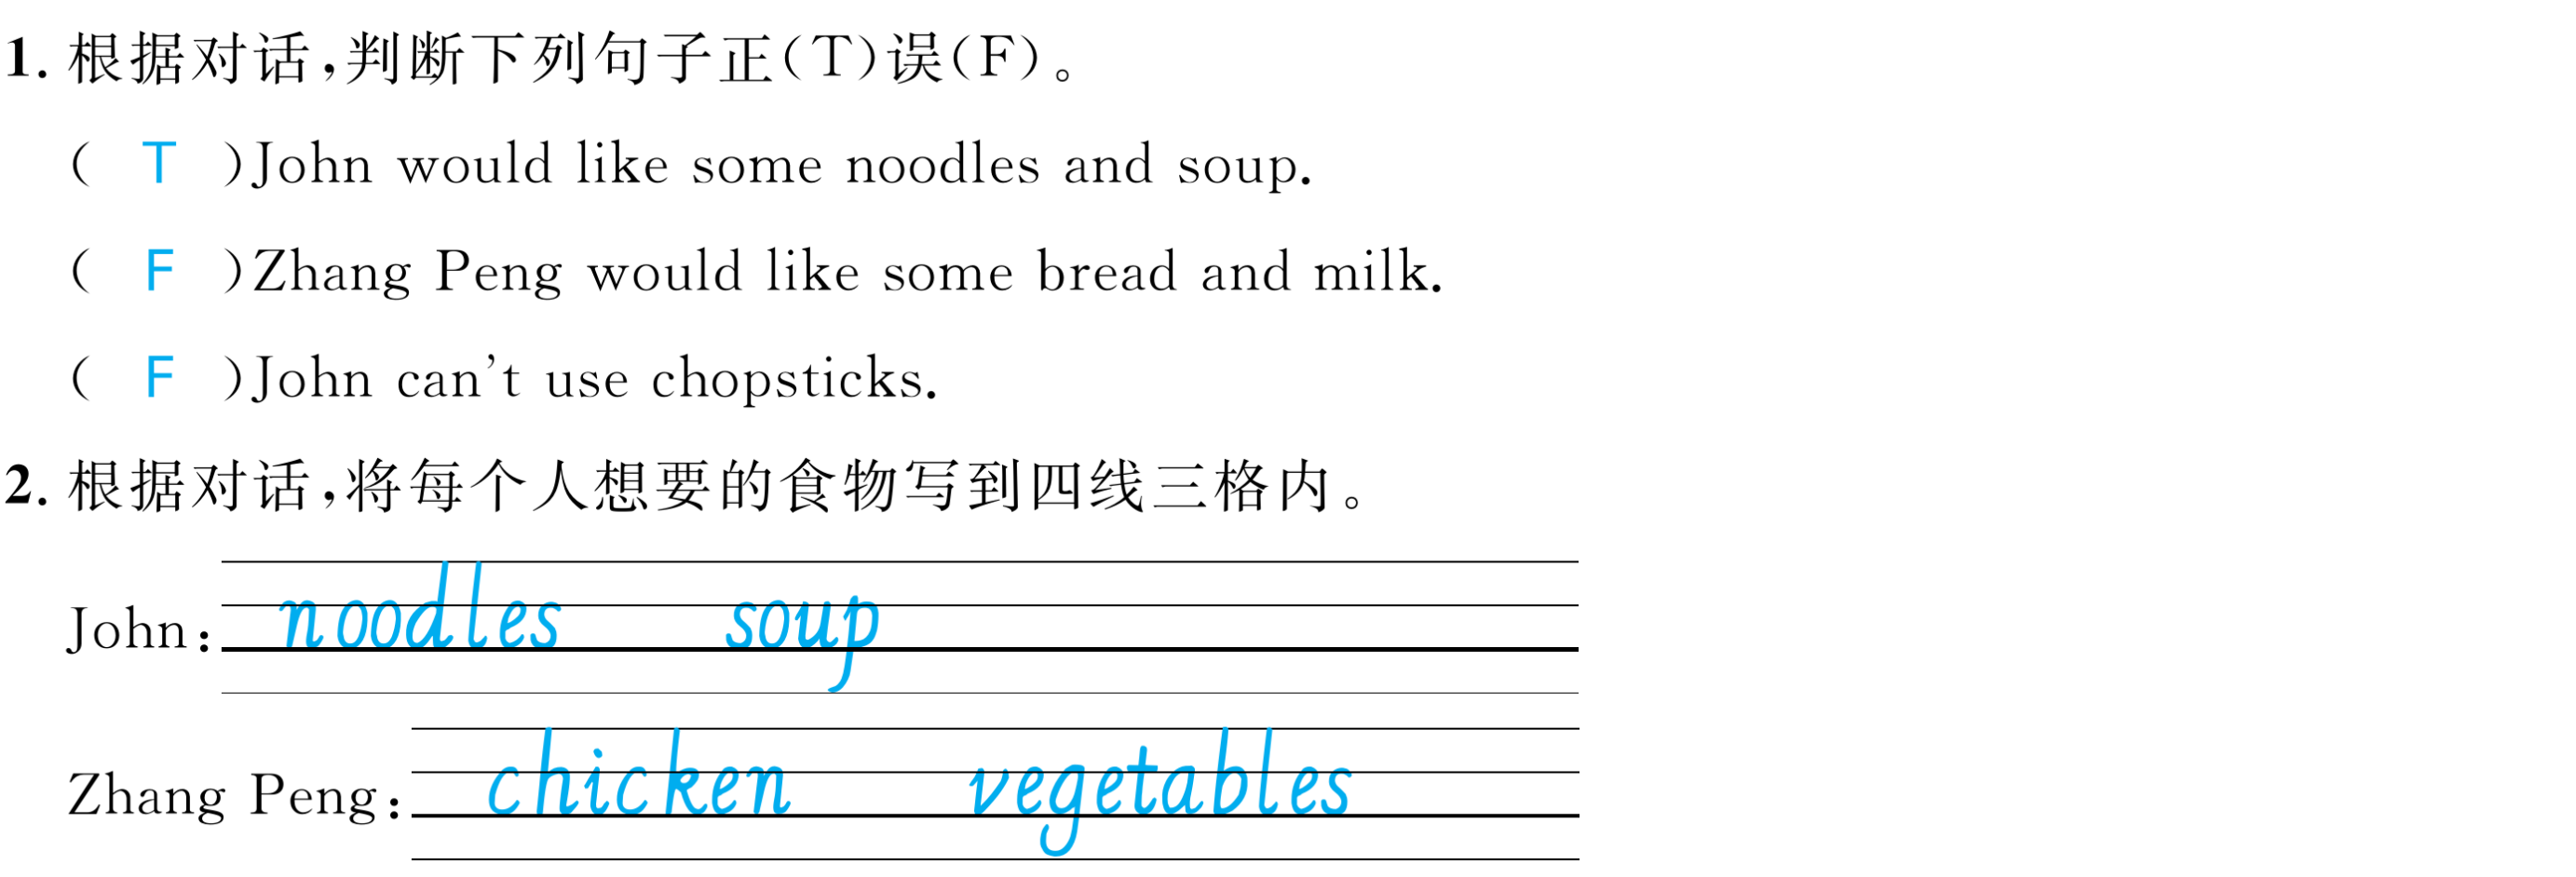 1. 根据对话,判断下列句子正(T)误(F)。
( T )John would like some noodles and soup.
( F )Zhang Peng would like some bread and milk.
( F )John can't use chopsticks.
2. 根据对话,将每个人想要的食物写到四线三格内。
John: noodles soup
Zhang Peng: chicken vegetables